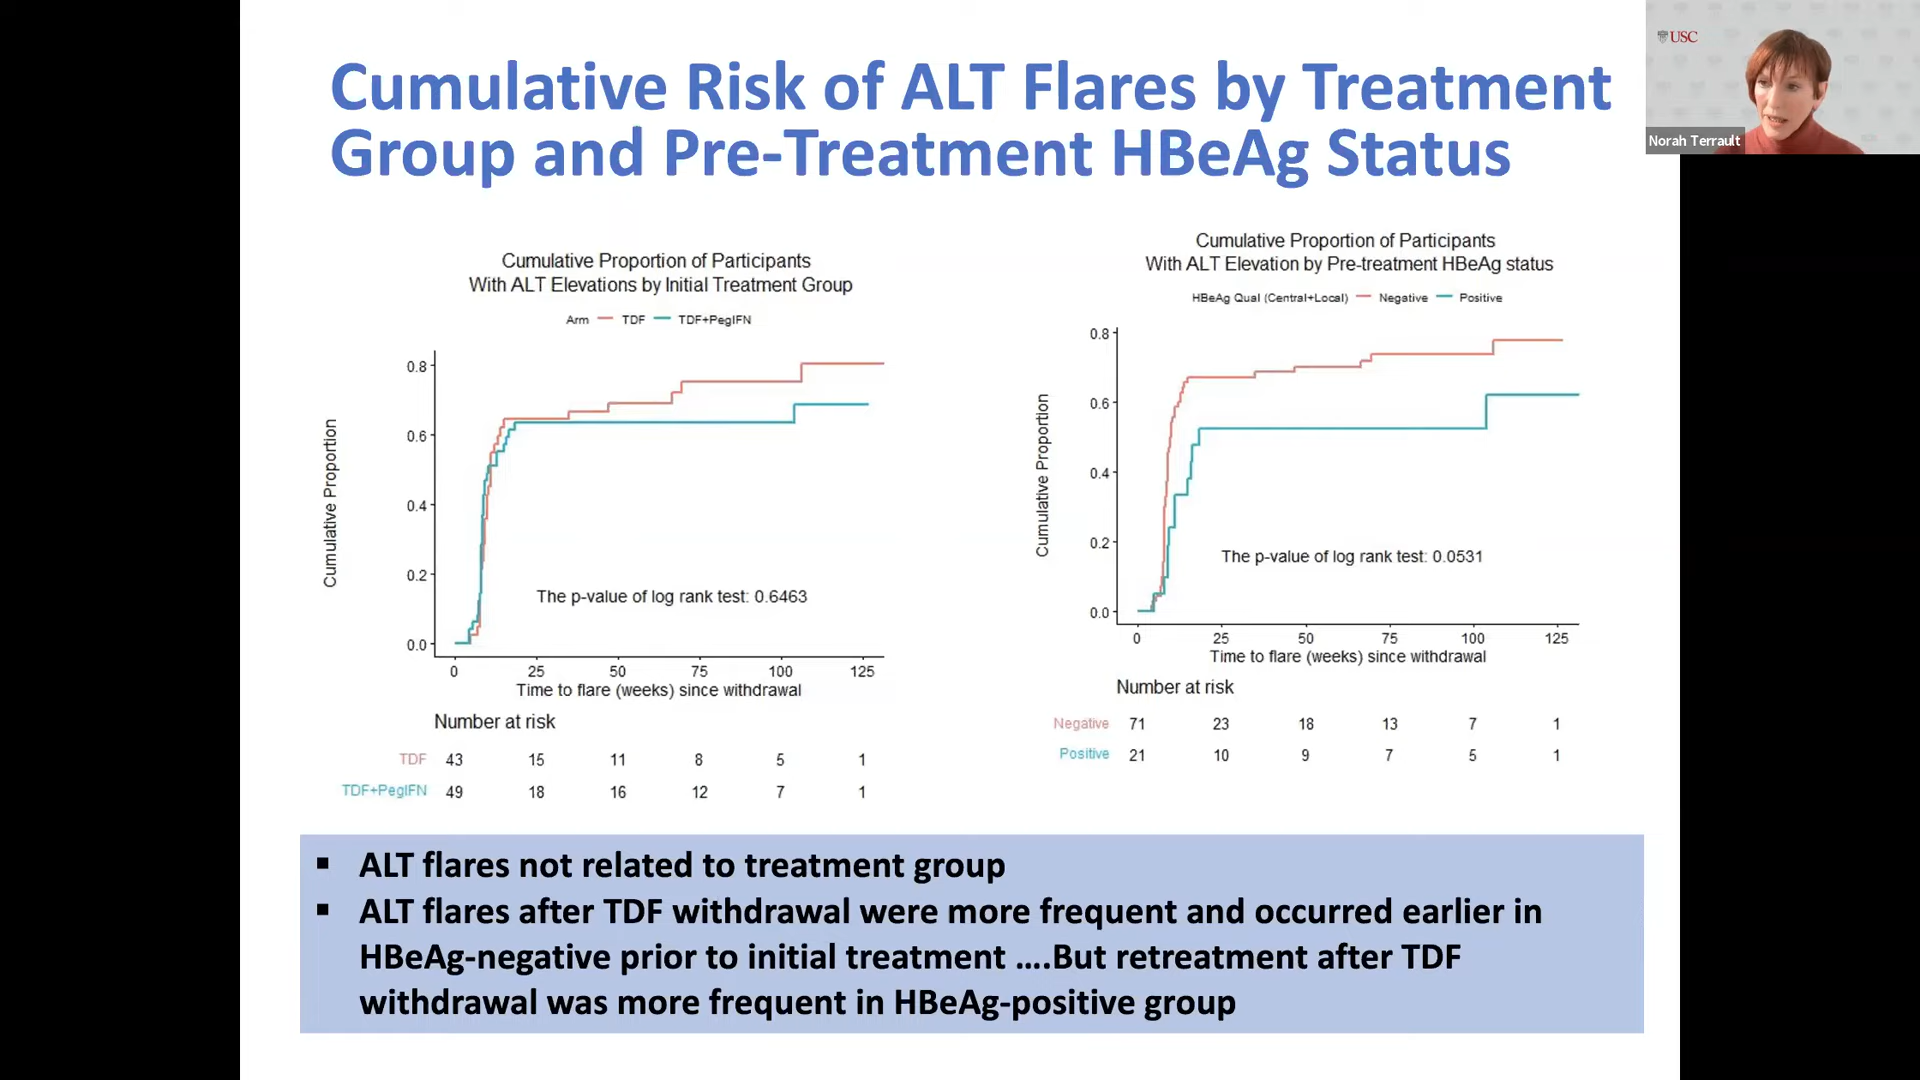 Cumulative Risk of ALT Flares by Treatment
Group and Pre-Treatment HBeAg Status
USC
Norah Terrault
Cumulative Proportion of Participants
With ALT Elevations by Initial Treatment Group
Arm TDF TDF+PegIFN
Cumulative Proportion
0.8
0.6
0.4
0.2
0.0
The p-value of log rank test: 0.6463
0 25 50 75 100 125
Time to flare (weeks) since withdrawal
Number at risk
TDF 43 15 11 8 5 1
TDF+PegIFN 49 18 16 12 7 1
Cumulative Proportion of Participants
With ALT Elevation by Pre-treatment HBeAg status
HBeAg Qual (Central+Local) Negative Positive
Cumulative Proportion
0.8
0.6
0.4
0.2
0.0
The p-value of log rank test: 0.0531
0 25 50 75 100 125
Time to flare (weeks) since withdrawal
Number at risk
Negative 71 23 18 13 7 1
Positive 21 10 9 7 5 1
▪ ALT flares not related to treatment group
▪ ALT flares after TDF withdrawal were more frequent and occurred earlier in
HBeAg-negative prior to initial treatment ....But retreatment after TDF
withdrawal was more frequent in HBeAg-positive group